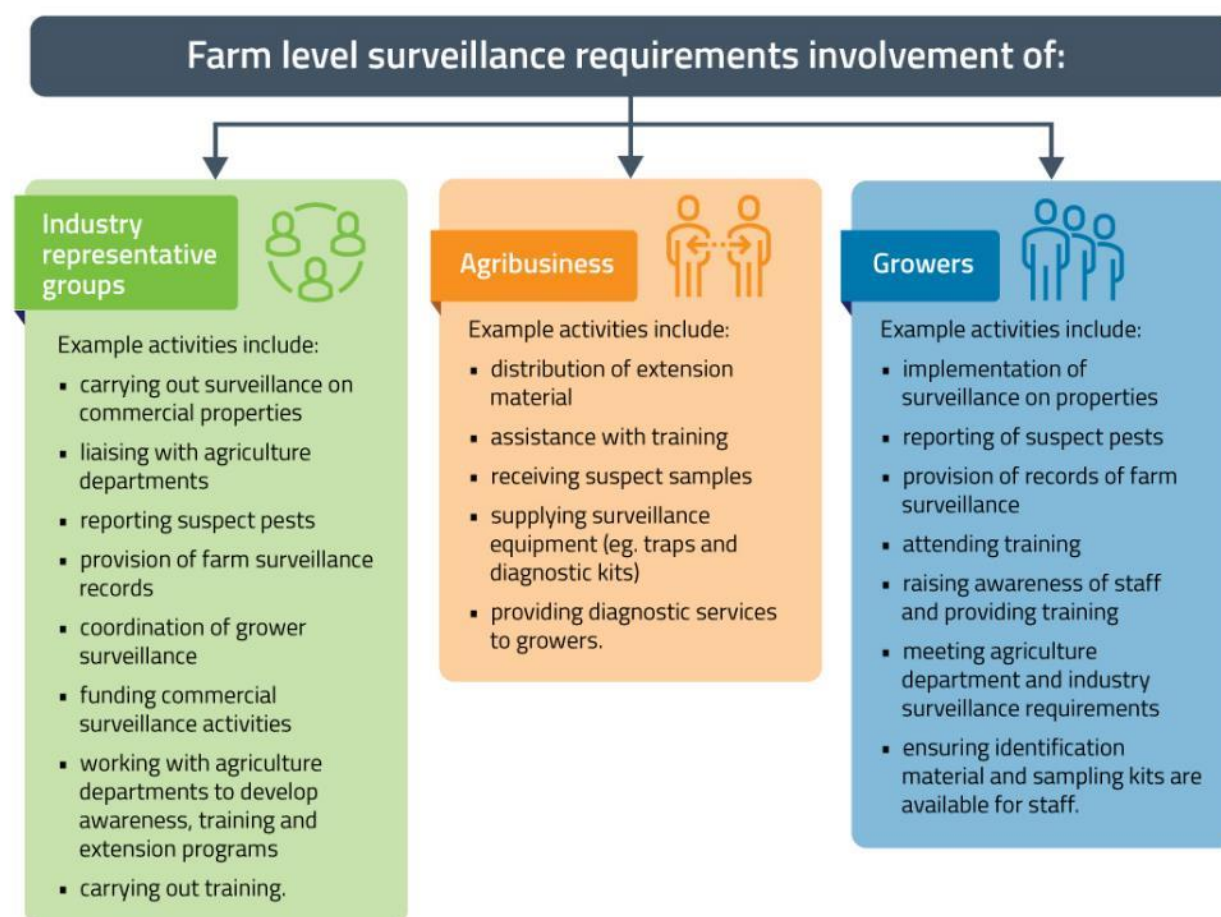 Farm level surveillance requirements involvement of:
Industry
representative
groups
Example activities include:
▪ carrying out surveillance on
commercial properties
▪ liaising with agriculture
departments
▪ reporting suspect pests
▪ provision of farm surveillance
records
▪ coordination of grower
surveillance
▪ funding commercial
surveillance activities
▪ working with agriculture
departments to develop
awareness, training and
extension programs
▪ carrying out training.
Agribusiness
Example activities include:
▪ distribution of extension
material
▪ assistance with training
▪ receiving suspect samples
▪ supplying surveillance
equipment (eg. traps and
diagnostic kits)
▪ providing diagnostic services
to growers.
Growers
Example activities include:
▪ implementation of
surveillance on properties
▪ reporting of suspect pests
▪ provision of records of farm
surveillance
▪ attending training
▪ raising awareness of staff
and providing training
▪ meeting agriculture
department and industry
surveillance requirements
▪ ensuring identification
material and sampling kits are
available for staff.